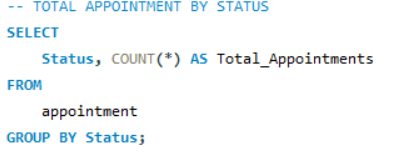 -- TOTAL APPOINTMENT BY STATUS
SELECT
    Status, COUNT(*) AS Total_Appointments
FROM
    appointment
GROUP BY Status;